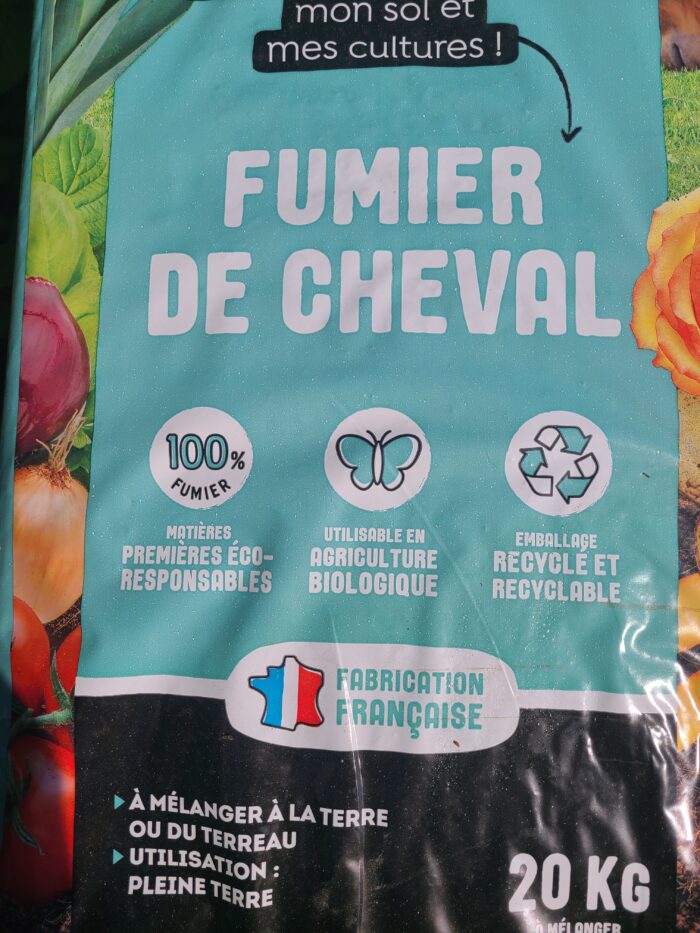 mon sol et
mes cultures !
FUMIER
DE CHEVAL
100%
FUMIER
MATIÈRES
PREMIÈRES ÉCO-
RESPONSABLES
UTILISABLE EN
AGRICULTURE
BIOLOGIQUE
EMBALLAGE
RECYCLÉ ET
RECYCLABLE
FABRICATION
FRANÇAISE
À MÉLANGER À LA TERRE
OU DU TERREAU
UTILISATION :
PLEINE TERRE
20 KG
À MÉLANGER